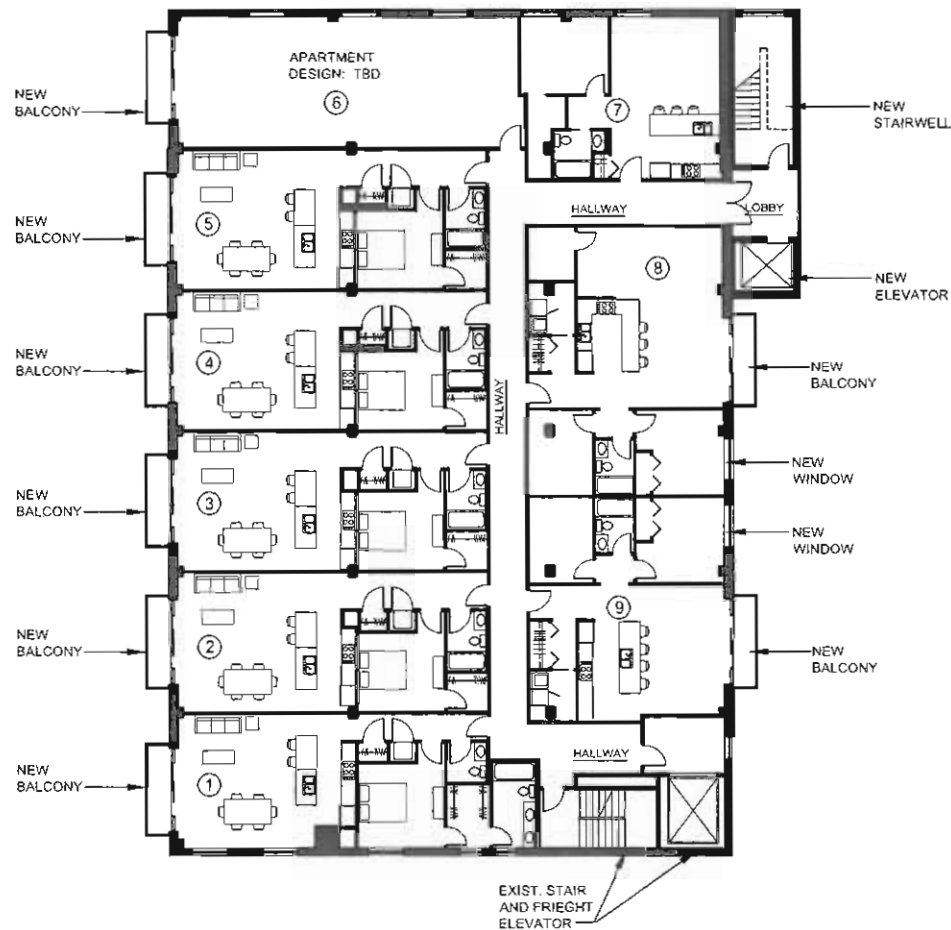 APARTMENT
DESIGN: TBD
6
NEW
BALCONY
7
NEW
STAIRWELL
NEW
BALCONY
5
HALLWAY
LOBBY
8
NEW
ELEVATOR
NEW
BALCONY
4
HALLWAY
NEW
BALCONY
NEW
WINDOW
NEW
BALCONY
3
NEW
WINDOW
NEW
BALCONY
2
9
NEW
BALCONY
NEW
BALCONY
1
HALLWAY
EXIST. STAIR
AND FRIEGHT
ELEVATOR